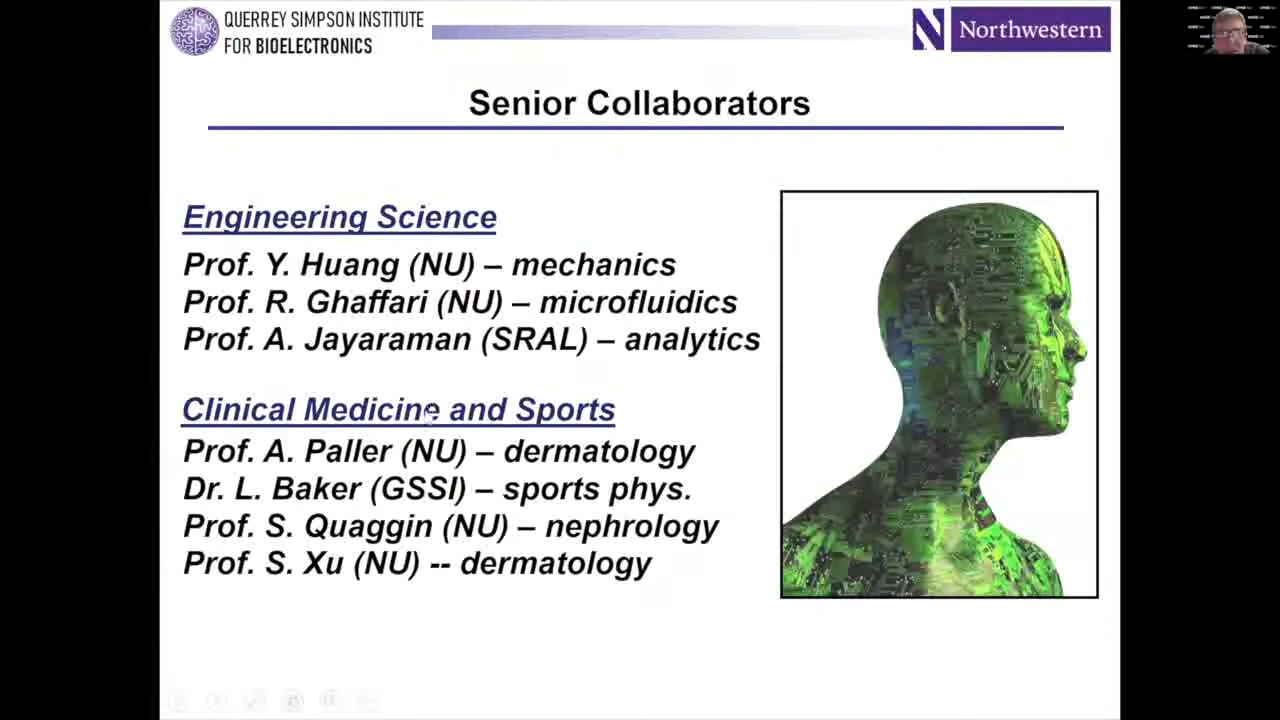 QUERREY SIMPSON INSTITUTE
FOR BIOELECTRONICS
N Northwestern
Senior Collaborators
Engineering Science
Prof. Y. Huang (NU) – mechanics
Prof. R. Ghaffari (NU) – microfluidics
Prof. A. Jayaraman (SRAL) – analytics
Clinical Medicine and Sports
Prof. A. Paller (NU) – dermatology
Dr. L. Baker (GSSI) – sports phys.
Prof. S. Quaggin (NU) – nephrology
Prof. S. Xu (NU) -- dermatology